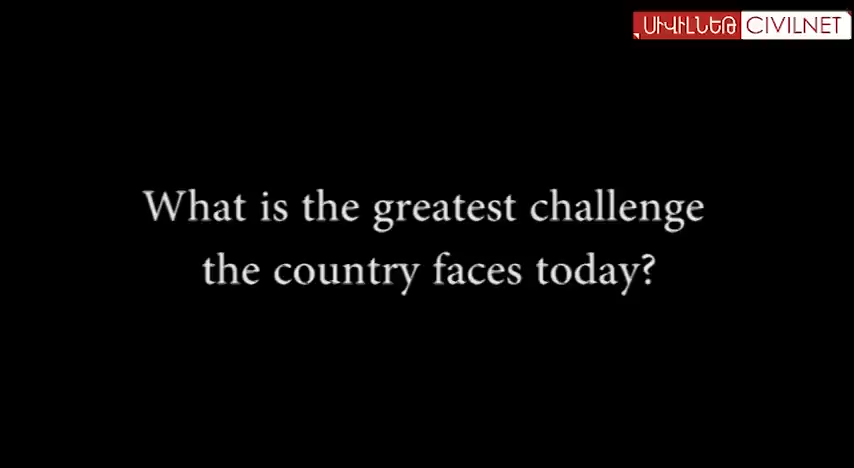 ՍԻՎԻԼՆԵԹ CIVILNET
What is the greatest challenge
the country faces today?